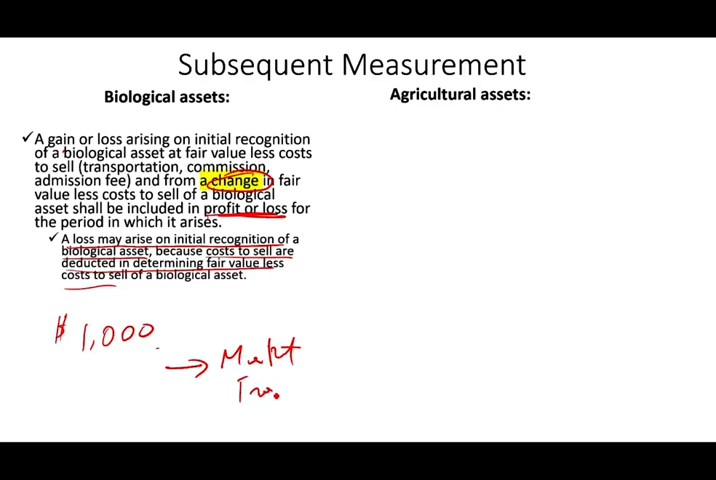 Subsequent Measurement
Biological assets:
✓A gain or loss arising on initial recognition
of a biological asset at fair value less costs
to sell (transportation, commission,
admission fee) and from a change in fair
value less costs to sell of a biological
asset shall be included in profit or loss for
the period in which it arises.
✓ A loss may arise on initial recognition of a
biological asset, because costs to sell are
deducted in determining fair value less
costs to sell of a biological asset.
$ 1,000
Agricultural assets: